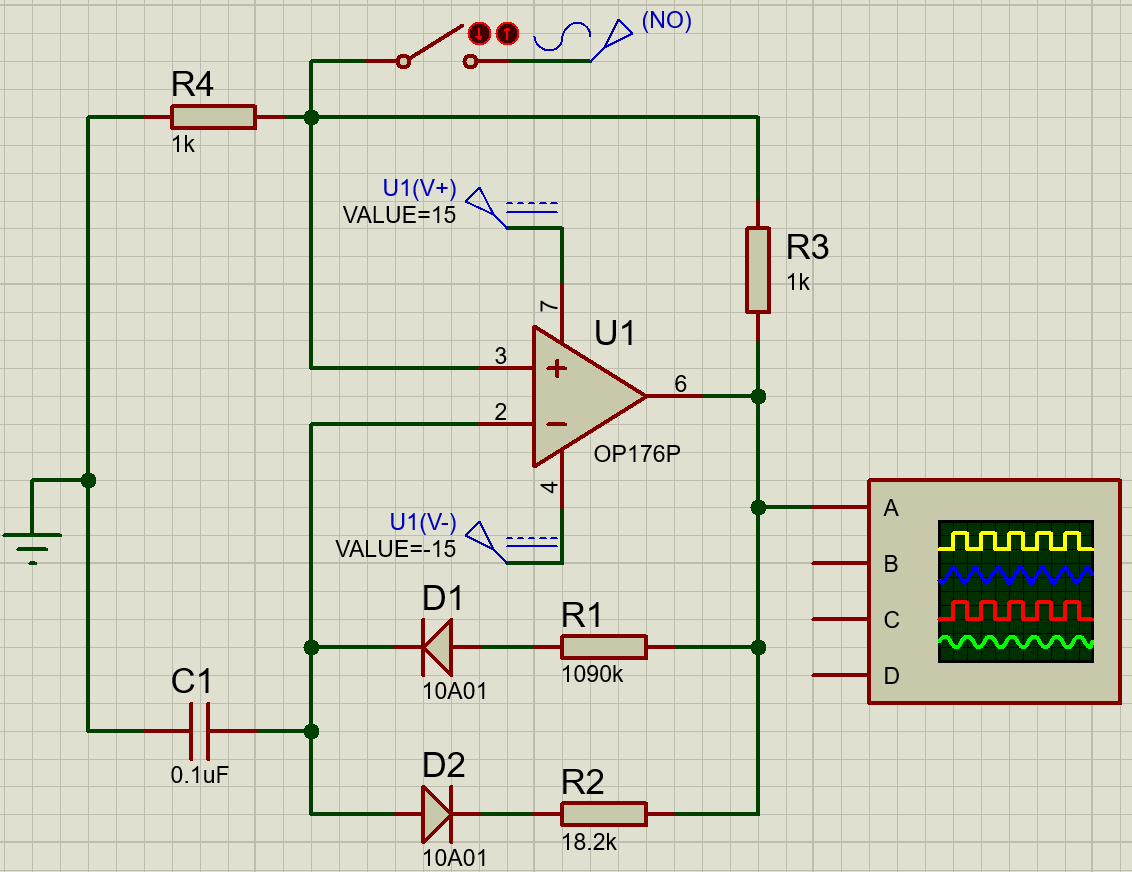 (NO)
R4
1k
U1(V+)
VALUE=15
R3
1k
7
U1
3
6
2
OP176P
4
U1(V-)
VALUE=-15
A
B
C
D
D1
R1
10A01
1090k
C1
0.1uF
D2
R2
10A01
18.2k